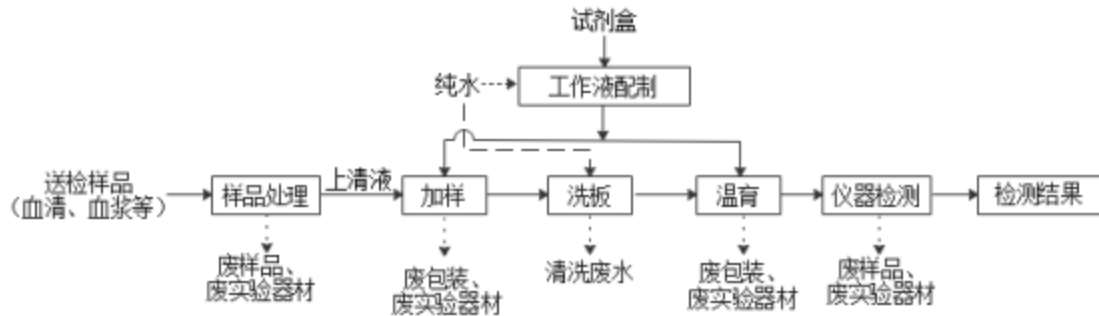 试剂盒
纯水
工作液配制
送检样品
（血清、血浆等）
样品处理
上清液
加样
洗板
温育
仪器检测
检测结果
废样品、
废实验器材
废包装、
废实验器材
清洗废水
废包装、
废实验器材
废样品、
废实验器材